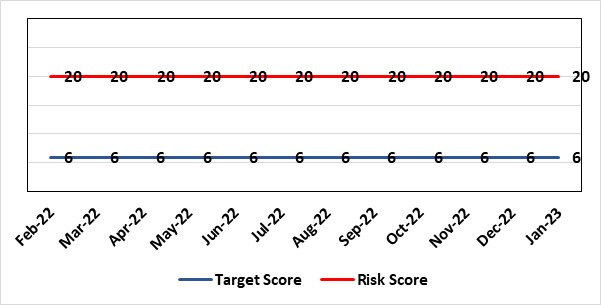 20 20 20 20 20 20 20 20 20 20 20 20
6 6 6 6 6 6 6 6 6 6 6 6
Feb-22 Mar-22 Apr-22 May-22 Jun-22 Jul-22 Aug-22 Sep-22 Oct-22 Nov-22 Dec-22 Jan-23
Target Score Risk Score